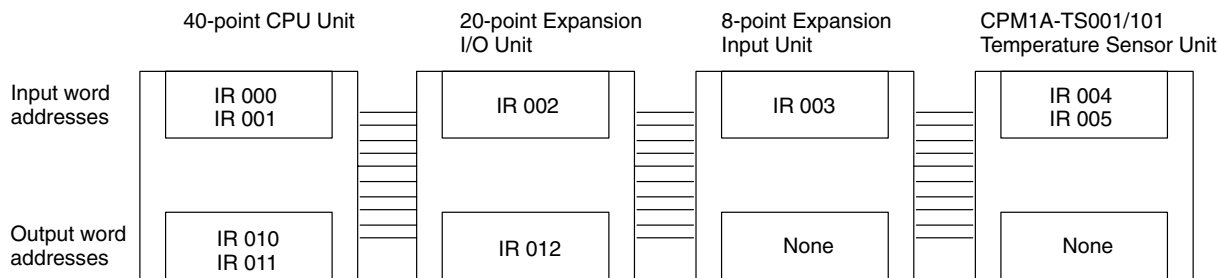 40-point CPU Unit
20-point Expansion
I/O Unit
8-point Expansion
Input Unit
CPM1A-TS001/101
Temperature Sensor Unit
Input word
addresses
IR 000
IR 001
IR 002
IR 003
IR 004
IR 005
Output word
addresses
IR 010
IR 011
IR 012
None
None